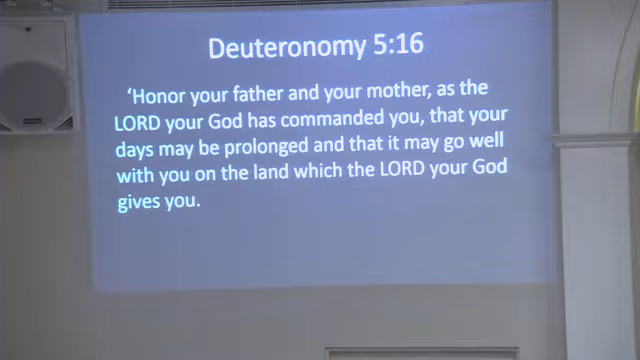 Deuteronomy 5:16
‘Honor your father and your mother, as the
LORD your God has commanded you, that your
days may be prolonged and that it may go well
with you on the land which the LORD your God
gives you.